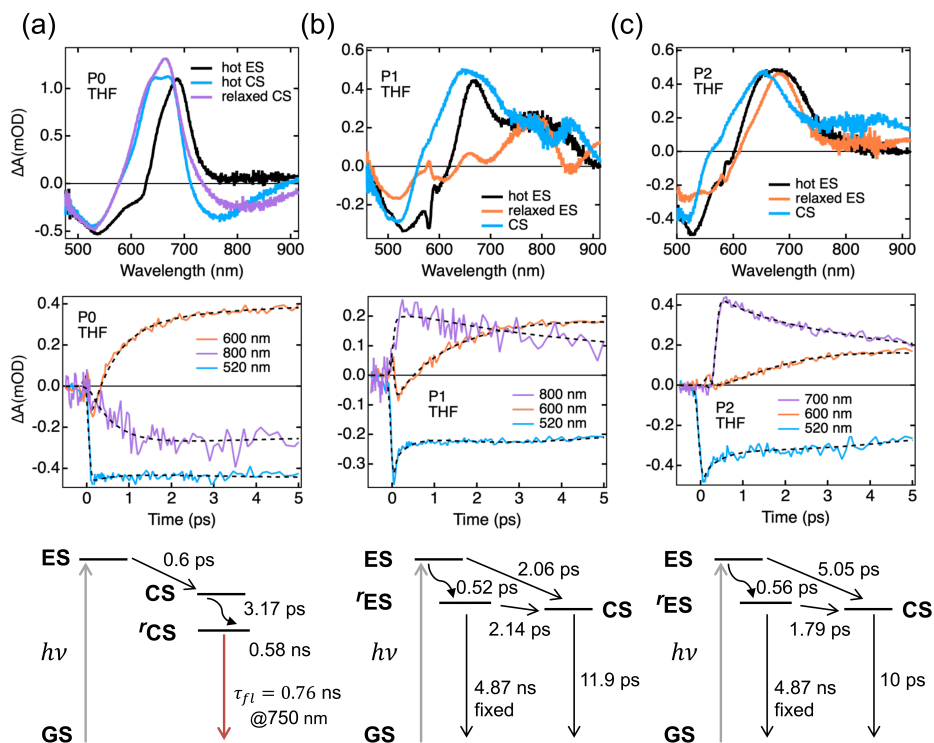 (a)
(b)
(c)
P0
THF
hot ES
hot CS
relaxed CS
ΔA(mOD)
1.0
0.5
0.0
-0.5
500 600 700 800 900
Wavelength (nm)
P1
THF
hot ES
relaxed ES
CS
0.6
0.4
0.2
0.0
-0.2
500 600 700 800 900
Wavelength (nm)
P2
THF
hot ES
relaxed ES
CS
0.6
0.4
0.2
0.0
-0.2
-0.4
500 600 700 800 900
Wavelength (nm)
P0
THF
600 nm
800 nm
520 nm
ΔA(mOD)
0.4
0.2
0.0
-0.2
-0.4
0 1 2 3 4 5
Time (ps)
P1
THF
800 nm
600 nm
520 nm
0.2
0.1
0.0
0.1
0.2
-0.3
0 1 2 3 4 5
Time (ps)
P2
THF
700 nm
600 nm
520 nm
0.4
0.2
0.0
-0.2
-0.4
0 1 2 3 4 5
Time (ps)
ES
0.6 ps
CS
3.17 ps
rCS
0.58 ns
hν
τfl = 0.76 ns
@750 nm
GS
ES
2.06 ps
0.52 ps
rES
CS
2.14 ps
hν
11.9 ps
4.87 ns
fixed
GS
ES
5.05 ps
0.56 ps
rES
CS
1.79 ps
hν
10 ps
4.87 ns
fixed
GS